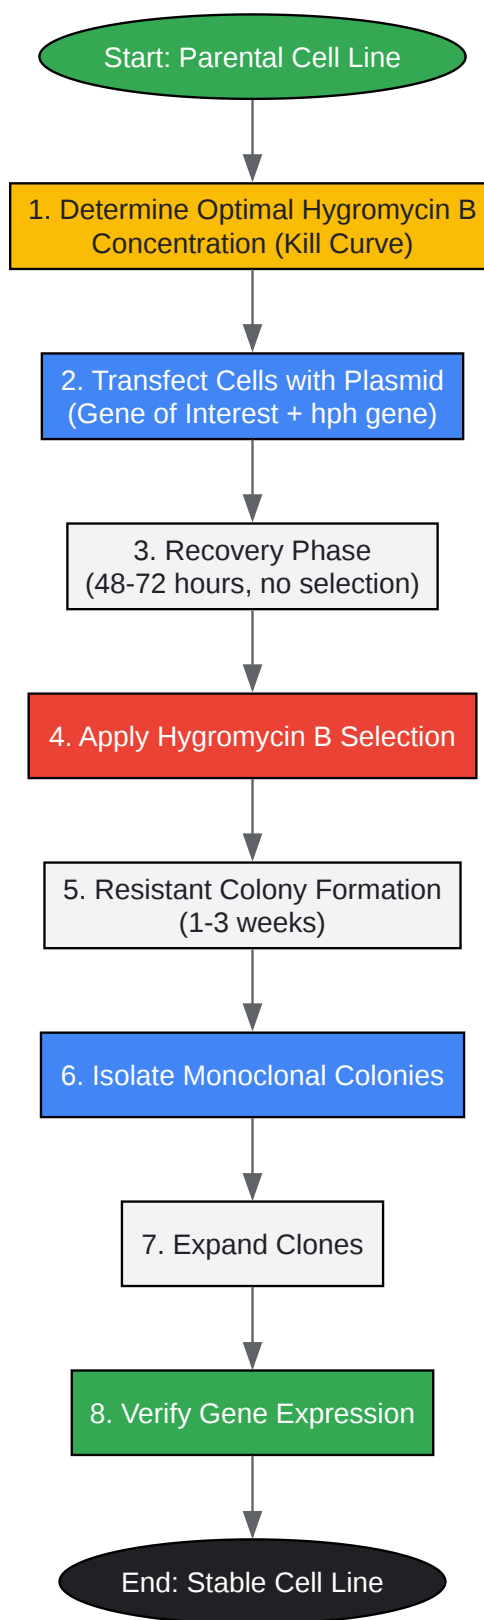 Start: Parental Cell Line
1. Determine Optimal Hygromycin B
Concentration (Kill Curve)
2. Transfect Cells with Plasmid
(Gene of Interest + hph gene)
3. Recovery Phase
(48-72 hours, no selection)
4. Apply Hygromycin B Selection
5. Resistant Colony Formation
(1-3 weeks)
6. Isolate Monoclonal Colonies
7. Expand Clones
8. Verify Gene Expression
End: Stable Cell Line